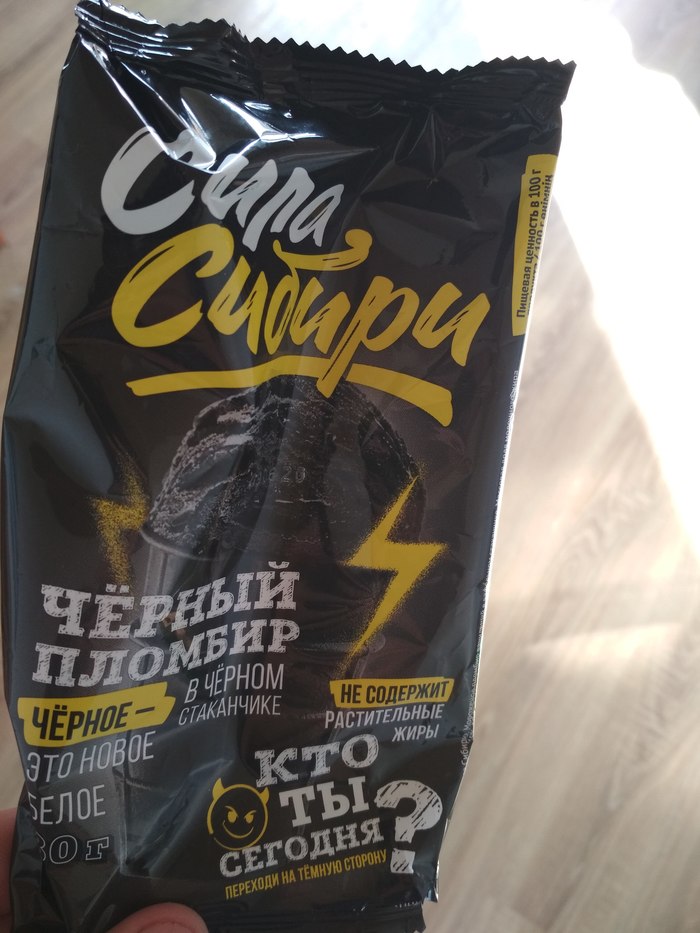 Сила
Сибири
Пищевая ценность в 100 г
ЧЁРНЫЙ
ПЛОМБИР
В ЧЁРНОМ
СТАКАНЧИКЕ
ЧЁРНОЕ –
ЭТО НОВОЕ
БЕЛОЕ
НЕ СОДЕРЖИТ
РАСТИТЕЛЬНЫЕ
ЖИРЫ
КТО
ТЫ
СЕГОДНЯ?
ПЕРЕХОДИ НА ТЁМНУЮ СТОРОНУ